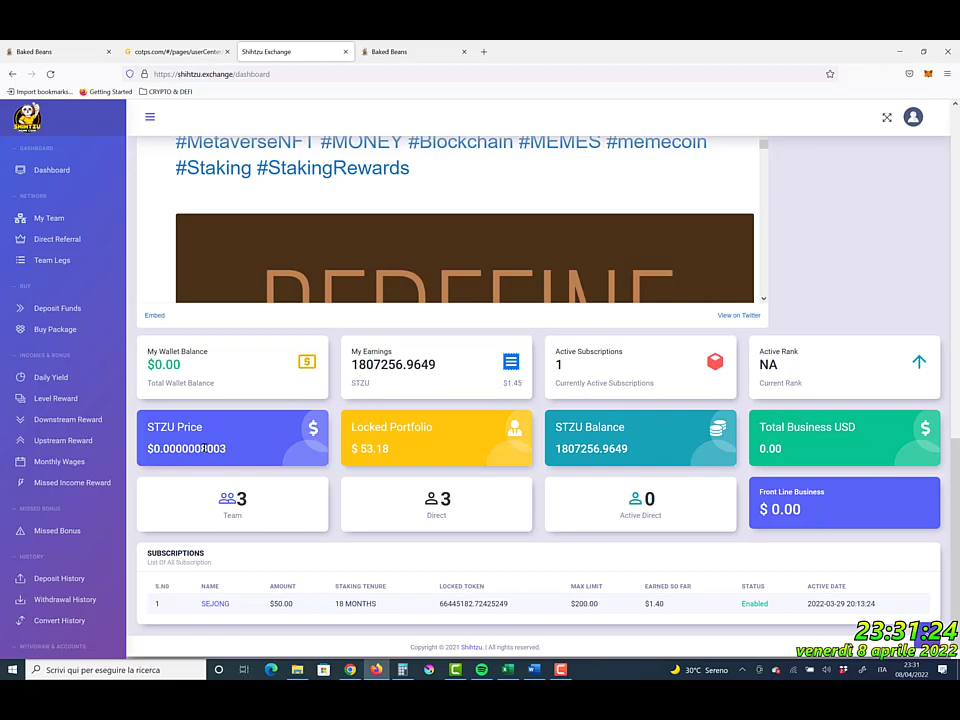 Baked Beans
cotps.com/#/pages/userCenter
Shihtzu Exchange
Baked Beans
https://shihtzu.exchange/dashboard
Import bookmarks...
Getting Started
CRYPTO & DEFI
SHIHTZU
DASHBOARD
Dashboard
NETWORK
My Team
Direct Referral
Team Legs
BUY
Deposit Funds
Buy Package
INCOMES & BONUS
Daily Yield
Level Reward
Downstream Reward
Upstream Reward
Monthly Wages
Missed Income Reward
MISSED BONUS
Missed Bonus
HISTORY
Deposit History
Withdrawal History
Convert History
WITHDRAW & ACCOUNTS
#MetaverseNFT #MONEY #Blockchain #MEMES #memecoin
#Staking #StakingRewards
REDEFINE
Embed
View on Twitter
My Wallet Balance
$0.00
Total Wallet Balance
My Earnings
1807256.9649
STZU
$1.45
Active Subscriptions
1
Currently Active Subscriptions
Active Rank
NA
Current Rank
STZU Price
Locked Portfolio
$ 53.18
STZU Balance
1807256.9649
Total Business USD
0.00
3
Team
3
Direct
0
Active Direct
Front Line Business
$ 0.00
SUBSCRIPTIONS
List Of All Subscription
S.NO NAME AMOUNT STAKING TENURE LOCKED TOKEN MAX LIMIT EARNED SO FAR STATUS ACTIVE DATE
1 SEJONG $50.00 18 MONTHS 66445182.72425249 $200.00 $1.40 Enabled 2022-03-29 20:13:24
Copyright © 2021 Shihtzu. | All rights reserved.
23:31:24
venerdì 8 aprile 2022
Scrivi qui per eseguire la ricerca
30°C Sereno
ITA
23:31
08/04/2022